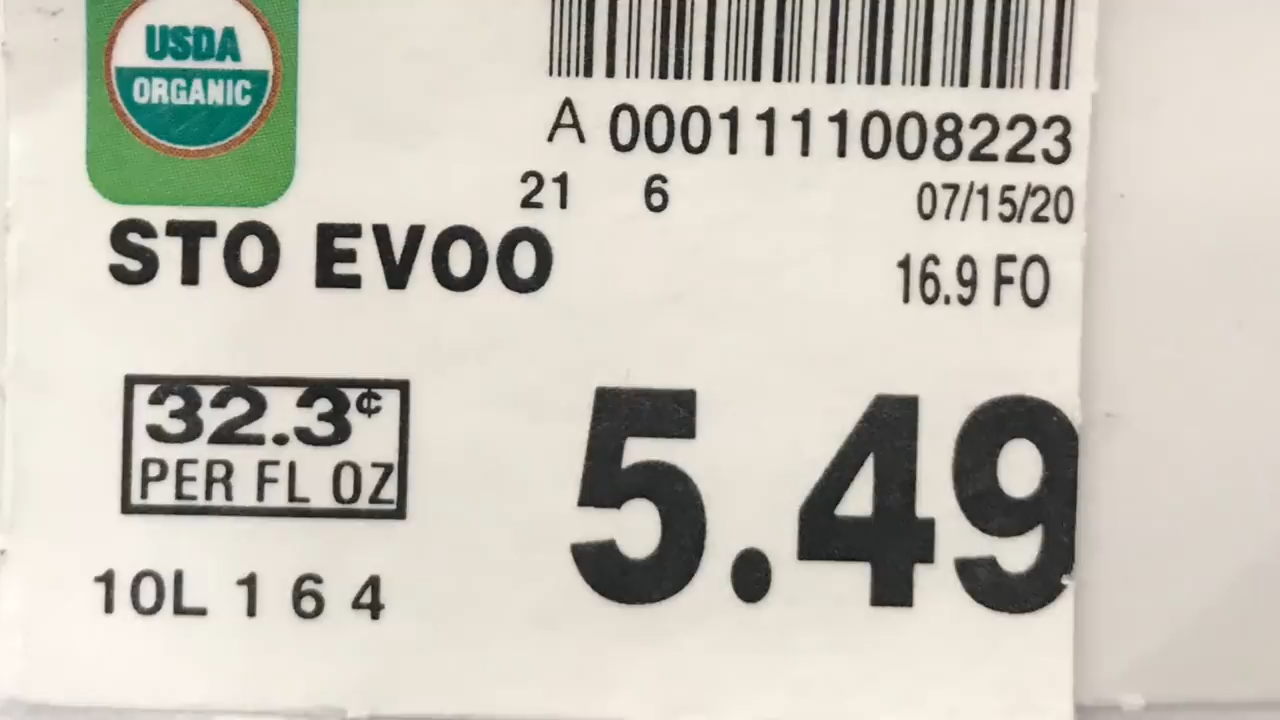 USDA
ORGANIC
A 0001111008223
21 6 07/15/20
STO EVOO
16.9 FO
32.3¢
PER FL OZ
5.49
10L 1 6 4